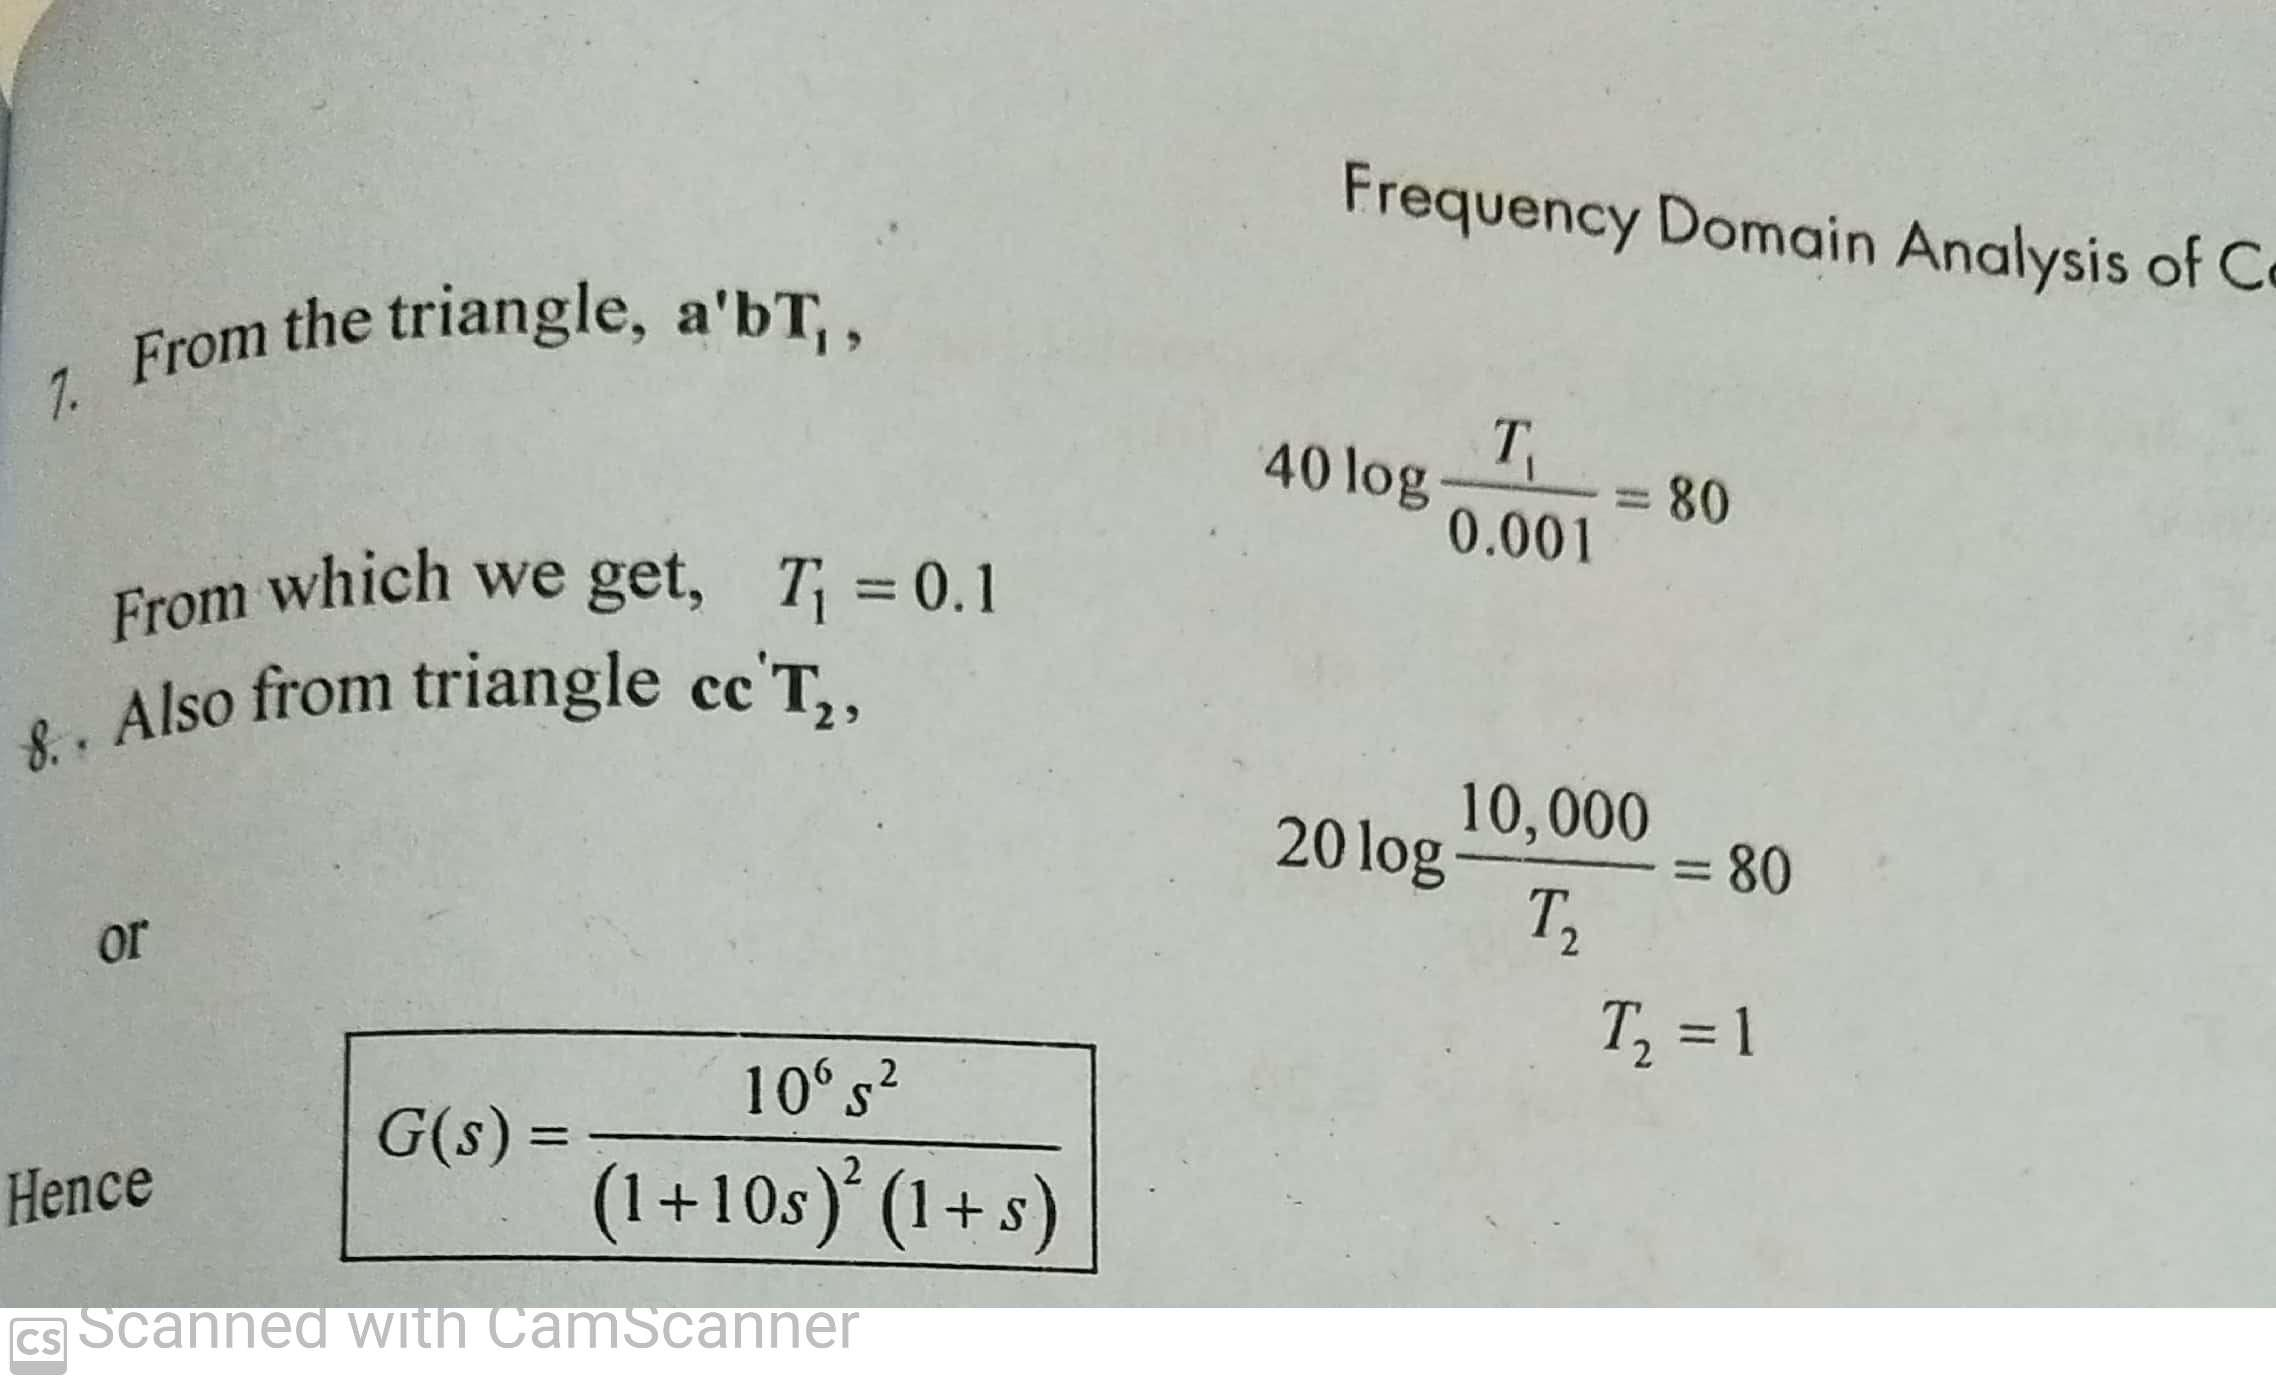 Frequency Domain Analysis of
7. From the triangle, a'bT₁,
40 log T₁/0.001 = 80
From which we get, T₁ = 0.1
8. . Also from triangle cc'T₂,
20 log 10,000/T₂ = 80
or T₂ = 1
Hence G(s) = 10⁶ s²/(1+10s)² (1+s)
CS Scanned with CamScanner